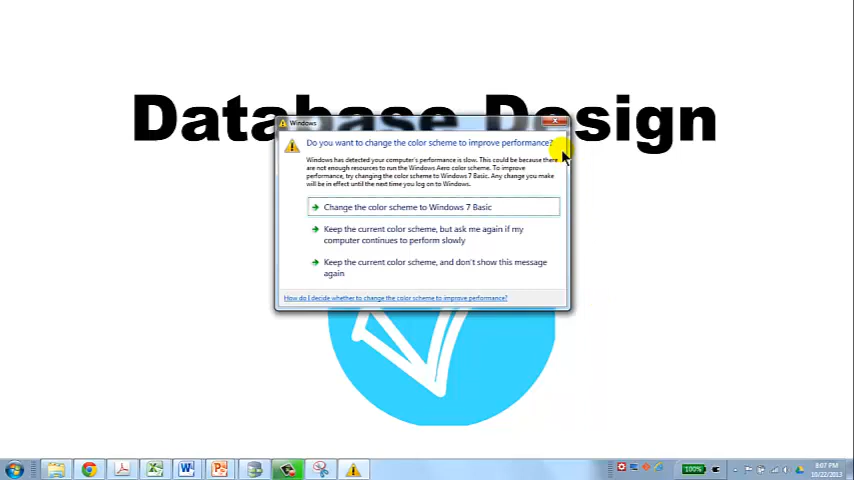 Database Design
Windows
Do you want to change the color scheme to improve performance?
Windows has detected your computer's performance is slow. This could be because there
are not enough resources to run the Windows Aero color scheme. To improve
performance, try changing the color scheme to Windows 7 Basic. Any change you make
will be in effect until the next time you log on to Windows.
Change the color scheme to Windows 7 Basic
Keep the current color scheme, but ask me again if my
computer continues to perform slowly
Keep the current color scheme, and don't show this message
again
How do I decide whether to change the color scheme to improve performance?
100%
8:07 PM
10/22/2013